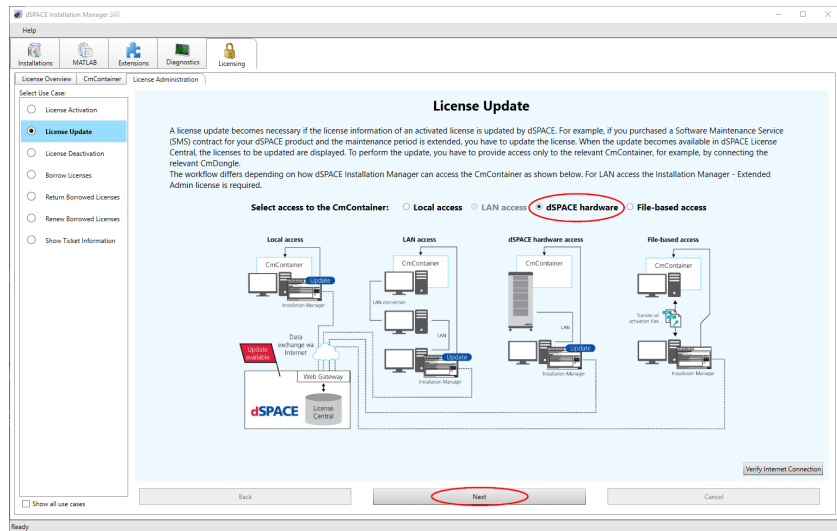 dSPACE Installation Manager
Help
Installations
MATLAB
Extensions
Diagnostics
Licensing
License Overview
CmContainer
License Administration
Select Use Case:
License Activation
License Update
License Deactivation
Borrow Licenses
Return Borrowed Licenses
Renew Borrowed Licenses
Show Ticket Information
Show all use cases
License Update
A license update becomes necessary if the license information of an activated license is updated by dSPACE. For example, if you purchased a Software Maintenance Service
(SMS) contract for your dSPACE product and the maintenance period is extended, you have to update the license. When the update becomes available in dSPACE License
Central, the licenses to be updated are displayed. To perform the update, you have to provide access only to the relevant CmContainer, for example, by connecting the
relevant CmDongle.
The workflow differs depending on how dSPACE Installation Manager can access the CmContainer as shown below. For LAN access the Installation Manager - Extended
Admin license is required.
Select access to the CmContainer: Local access LAN access dSPACE hardware File-based access
Local access
CmContainer
Update
Installation Manager
LAN access
CmContainer
LAN connection
LAN
Update
Installation Manager
dSPACE hardware access
CmContainer
LAN
Update
Installation Manager
File-based access
CmContainer
Transfer of
activation files
Installation Manager
Data
exchange via
Internet
Update
available
Web Gateway
dSPACE
License
Central
Verify Internet Connection
Back
Next
Cancel
Ready